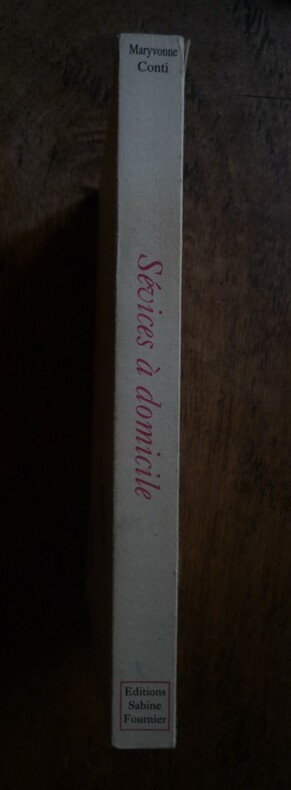 Maryvonne
Conti
Sévices à domicile
Editions
Sabine
Fournier